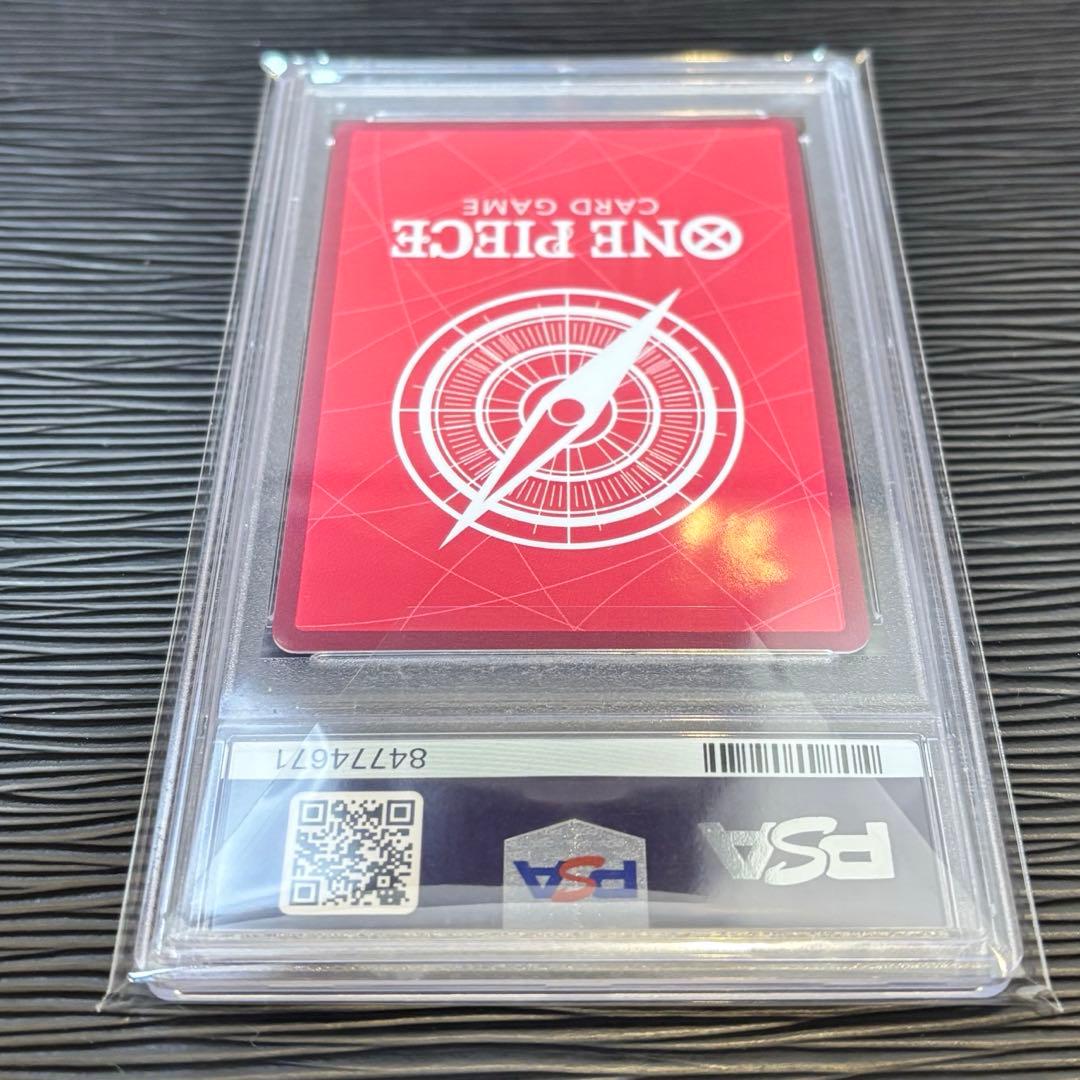 PSA
PSA
84774671
ONE PIECE
CARD GAME